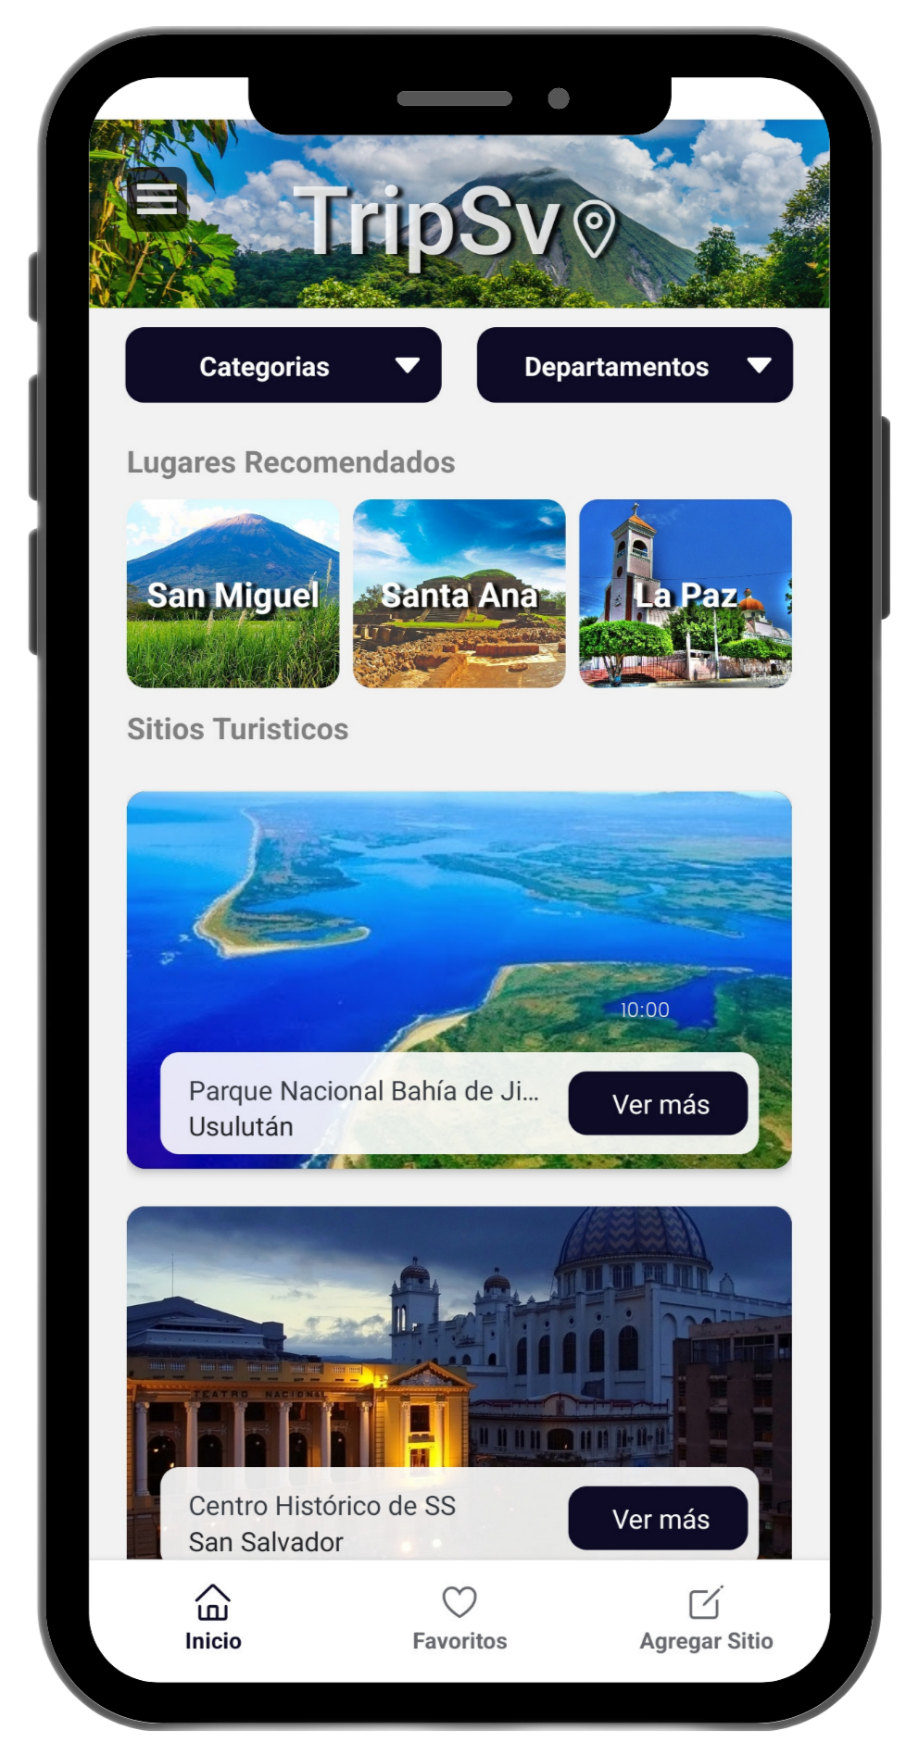 TripSv
Categorias
Departamentos
Lugares Recomendados
San Miguel
Santa Ana
La Paz
Sitios Turisticos
10:00
Parque Nacional Bahía de Ji...
Usulután
Ver más
TEATRO NACIONAL
Centro Histórico de SS
San Salvador
Ver más
Inicio
Favoritos
Agregar Sitio